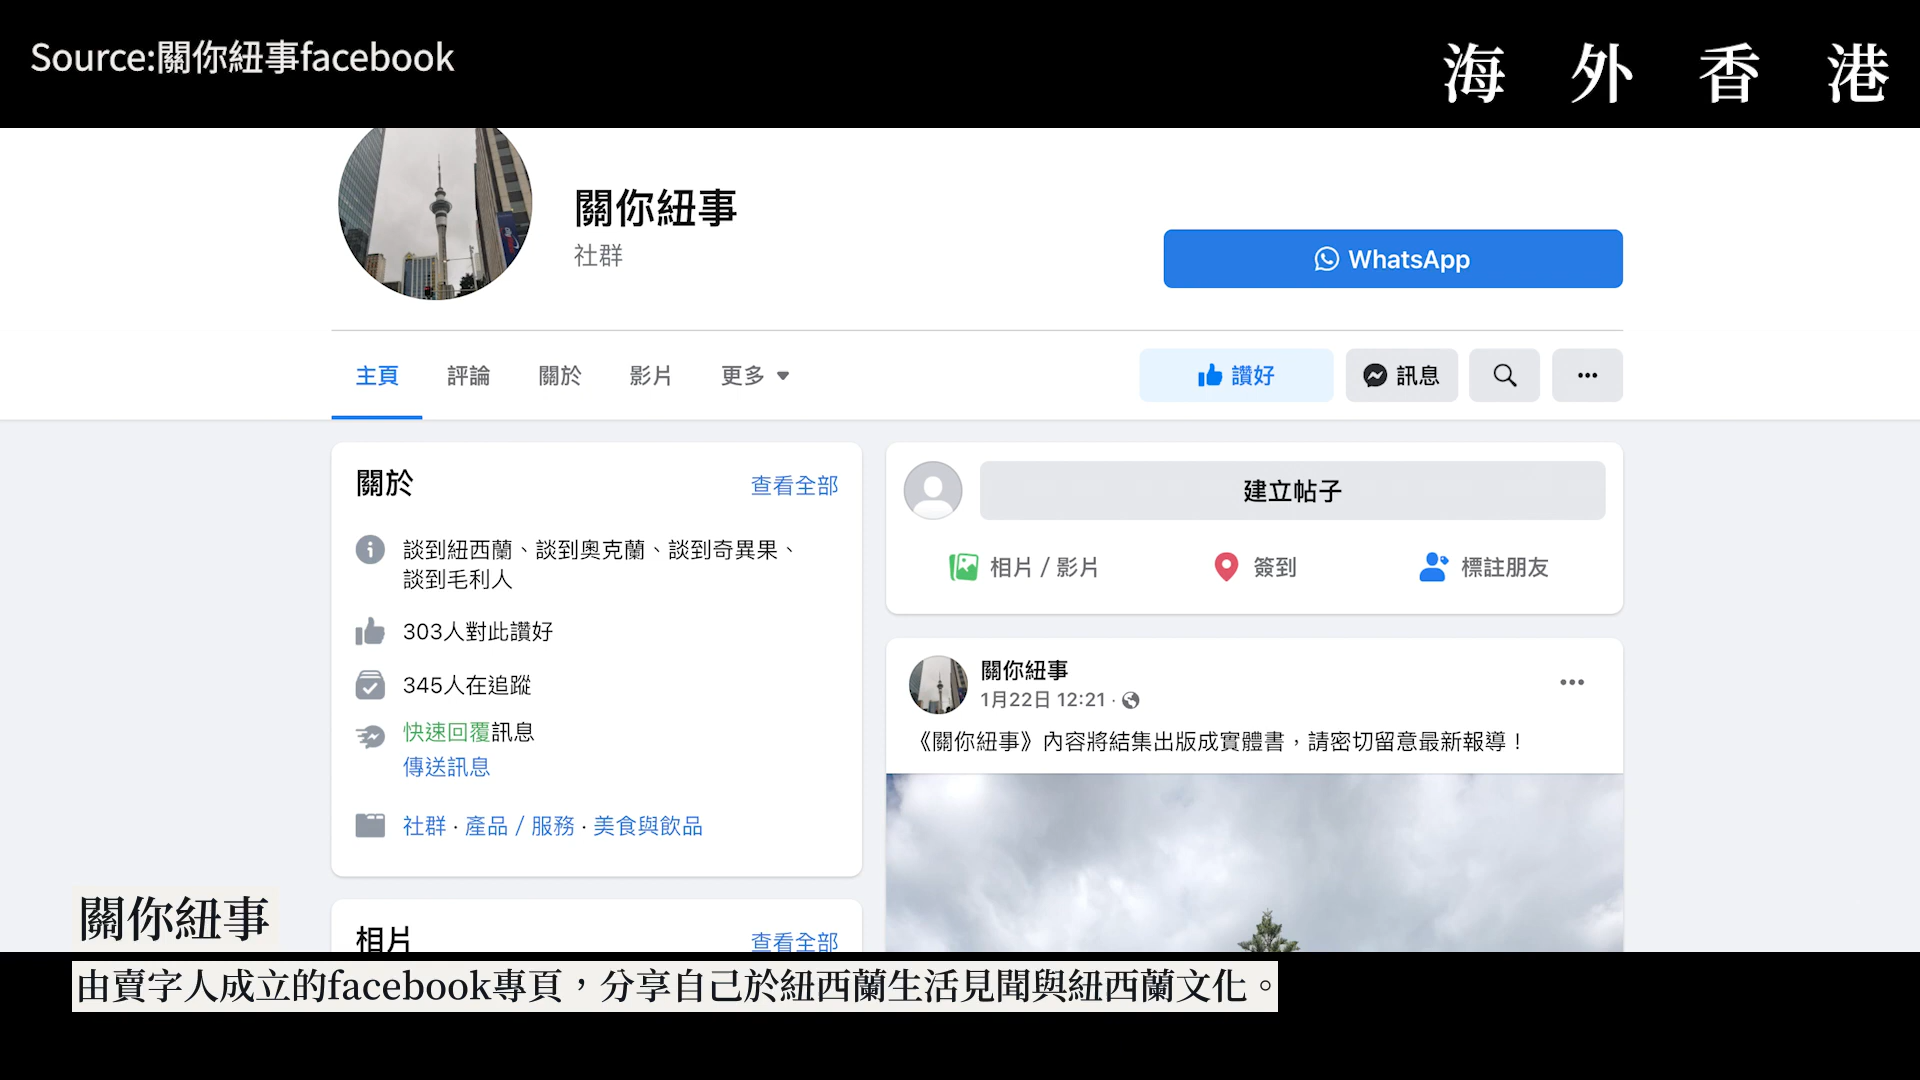 Source:關你紐事facebook
海外香港
關你紐事
社群
WhatsApp
主頁 評論 關於 影片 更多
讚好 訊息
關於 查看全部
談到紐西蘭、談到奧克蘭、談到奇異果、
談到毛利人
303人對此讚好
345人在追蹤
快速回覆訊息
傳送訊息
社群 · 產品 / 服務 · 美食與飲品
相片 查看全部
建立帖子
相片 / 影片 簽到 標註朋友
關你紐事
1月22日 12:21 ·
《關你紐事》內容將結集出版成實體書，請密切留意最新報導！
關你紐事
由賣字人成立的facebook專頁，分享自己於紐西蘭生活見聞與紐西蘭文化。